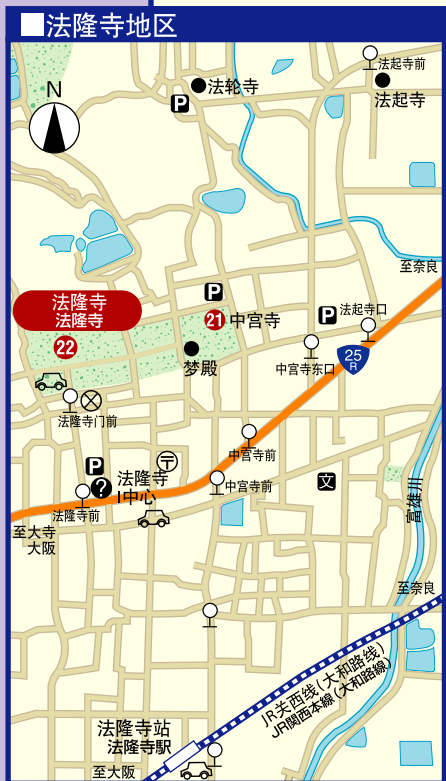 ■法隆寺地区
法起寺前
法轮寺
P
法起寺
N
至奈良
P
法隆寺
法隆寺
21 中宫寺
P
法起寺口
22
梦殿
中宫寺东口
25
R
法隆寺门前
〒
中宫寺前
P
?
法隆寺
I中心
中宫寺前
文
富雄川
法隆寺前
至大寺
大阪
至奈良
JR关西线(大和路线)
JR関西本線(大和路線)
法隆寺站
法隆寺駅
至大阪